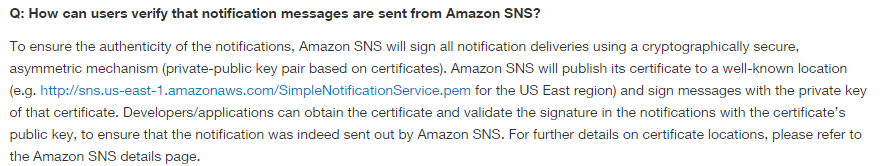 Q: How can users verify that notification messages are sent from Amazon SNS?
To ensure the authenticity of the notifications, Amazon SNS will sign all notification deliveries using a cryptographically secure,
asymmetric mechanism (private-public key pair based on certificates). Amazon SNS will publish its certificate to a well-known location
(e.g. http://sns.us-east-1.amazonaws.com/SimpleNotificationService.pem for the US East region) and sign messages with the private key
of that certificate. Developers/applications can obtain the certificate and validate the signature in the notifications with the certificate's
public key, to ensure that the notification was indeed sent out by Amazon SNS. For further details on certificate locations, please refer to
the Amazon SNS details page.